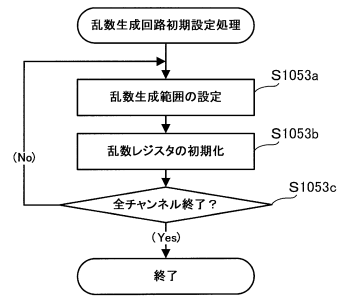 乱数生成回路初期設定処理
乱数生成範囲の設定
S1053a
乱数レジスタの初期化
S1053b
(No)
全チャンネル終了？
S1053c
(Yes)
終了